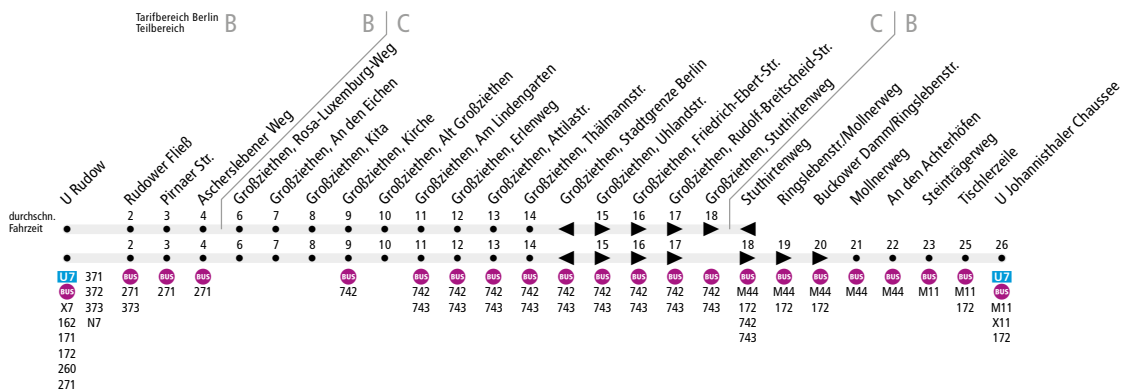 Tarifbereich Berlin
Teilbereich
B B C C B
U Rudow
Rudower Fließ
Pirnaer Str.
Ascherslebener Weg
Großziethen, Rosa-Luxemburg-Weg
Großziethen, An den Eichen
Großziethen, Kita
Großziethen, Kirche
Großziethen, Alt Großziethen
Großziethen, Am Lindengarten
Großziethen, Erlenweg
Großziethen, Attilastr.
Großziethen, Thälmannstr.
Großziethen, Stadtgrenze Berlin
Großziethen, Uhlandstr.
Großziethen, Friedrich-Ebert-Str.
Großziethen, Rudolf-Breitscheid-Str.
Großziethen, Stuthirtenweg
Stuthirtenweg
Ringslebenstr./Mollnerweg
Buckower Damm/Ringslebenstr.
Mollnerweg
An den Achterhöfen
Steinträgerweg
Tischlerzeile
U Johannisthaler Chaussee
durchschn.
Fahrzeit
2 3 4 6 7 8 9 10 11 12 13 14 15 16 17 18
2 3 4 6 7 8 9 10 11 12 13 14 15 16 17 18 19 20 21 22 23 25 26
U7 371 BUS BUS BUS BUS BUS BUS BUS BUS BUS BUS BUS BUS BUS BUS BUS BUS BUS BUS BUS BUS U7
BUS 372 271 271 271 742 742 742 742 742 742 742 742 742 742 M44 M44 M44 M44 M44 M11 M11 BUS
X7 373 373 743 743 743 743 743 743 743 743 743 172 172 172 172 M11
162 N7 742 X11
171 743 172
172
260
271